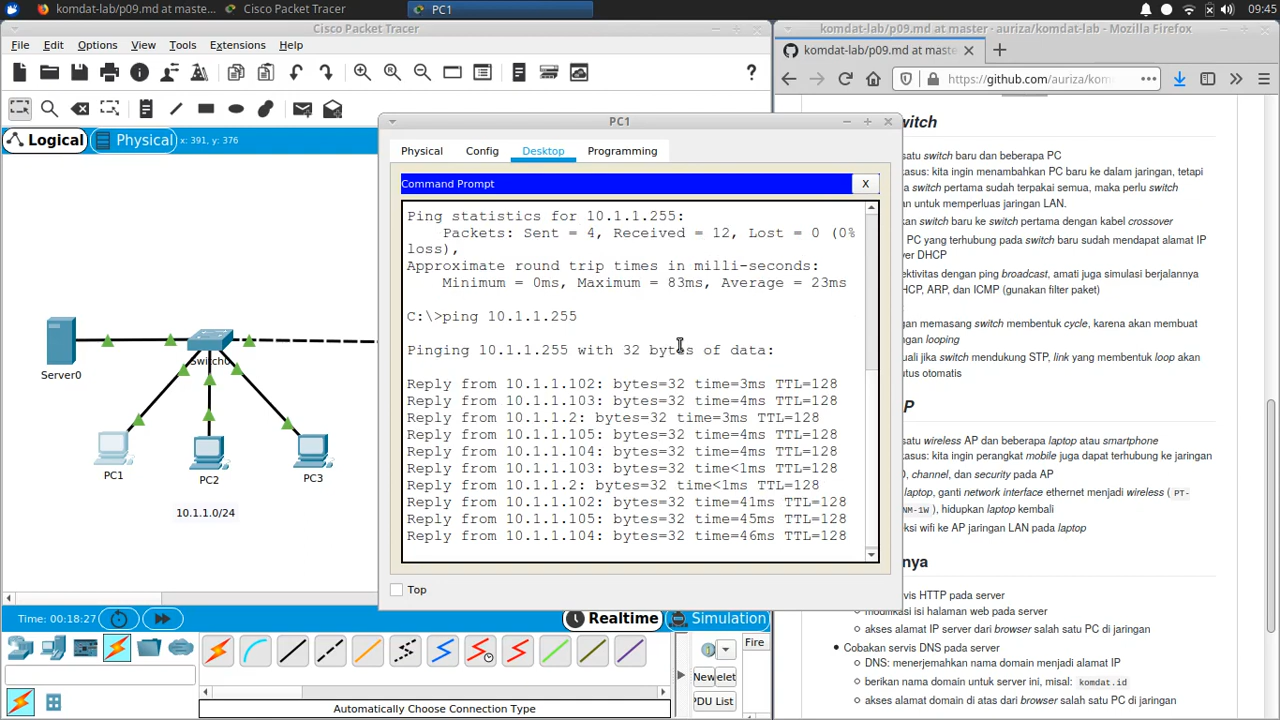 komdat-lab/p09.md at maste...
Cisco Packet Tracer
PC1
09:45
Cisco Packet Tracer
File Edit Options View Tools Extensions Help
?
Logical
Physical
x: 391, y: 376
Server0
Switch0
PC1
PC2
PC3
10.1.1.0/24
Time: 00:18:27
Realtime
Simulation
Fire
New
elet
PDU List
Automatically Choose Connection Type
PC1
Physical Config Desktop Programming
Command Prompt
X
Ping statistics for 10.1.1.255:
Packets: Sent = 4, Received = 12, Lost = 0 (0%
loss),
Approximate round trip times in milli-seconds:
Minimum = 0ms, Maximum = 83ms, Average = 23ms
C:\>ping 10.1.1.255
Pinging 10.1.1.255 with 32 bytes of data:
Reply from 10.1.1.102: bytes=32 time=3ms TTL=128
Reply from 10.1.1.103: bytes=32 time=4ms TTL=128
Reply from 10.1.1.2: bytes=32 time=3ms TTL=128
Reply from 10.1.1.105: bytes=32 time=4ms TTL=128
Reply from 10.1.1.104: bytes=32 time=4ms TTL=128
Reply from 10.1.1.103: bytes=32 time<1ms TTL=128
Reply from 10.1.1.2: bytes=32 time<1ms TTL=128
Reply from 10.1.1.102: bytes=32 time=41ms TTL=128
Reply from 10.1.1.105: bytes=32 time=45ms TTL=128
Reply from 10.1.1.104: bytes=32 time=46ms TTL=128
Top
komdat-lab/p09.md at master · auriza/komdat-lab - Mozilla Firefox
komdat-lab/p09.md at maste
https://github.com/auriza/kom
witch
satu switch baru dan beberapa PC
kasus: kita ingin menambahkan PC baru ke dalam jaringan, tetapi
a switch pertama sudah terpakai semua, maka perlu switch
an untuk memperluas jaringan LAN.
kan switch baru ke switch pertama dengan kabel crossover
PC yang terhubung pada switch baru sudah mendapat alamat IP
ver DHCP
ektivitas dengan ping broadcast, amati juga simulasi berjalannya
HCP, ARP, dan ICMP (gunakan filter paket)
gan memasang switch membentuk cycle, karena akan membuat
looping
uali jika switch mendukung STP, link yang membentuk loop akan
utus otomatis
P
satu wireless AP dan beberapa laptop atau smartphone
kasus: kita ingin perangkat mobile juga dapat terhubung ke jaringan
D, channel, dan security pada AP
laptop, ganti network interface ethernet menjadi wireless ( PT-
NM-1W ), hidupkan laptop kembali
eksi wifi ke AP jaringan LAN pada laptop
nya
servis HTTP pada server
modifikasi isi halaman web pada server
akses alamat IP server dari browser salah satu PC di jaringan
Cobakan servis DNS pada server
DNS: menerjemahkan nama domain menjadi alamat IP
berikan nama domain untuk server ini, misal: komdat.id
akses alamat domain di atas dari browser salah satu PC di jaringan